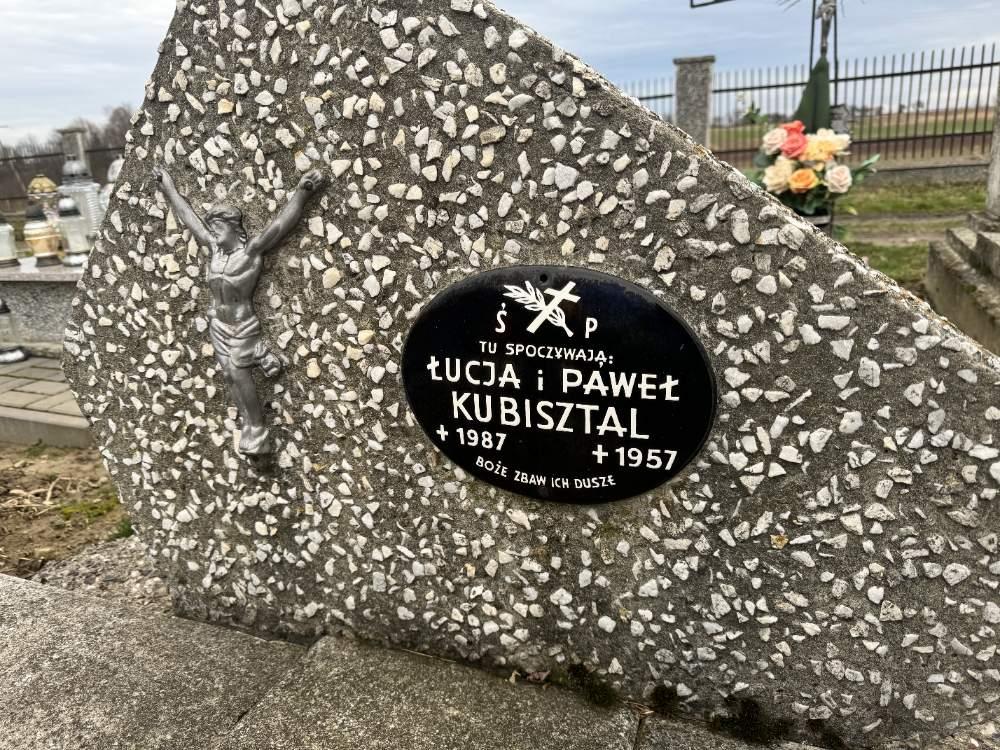 Ś P
TU SPOCZYWAJĄ:
ŁUCJA i PAWEŁ
KUBISZTAL
+ 1987 + 1957
BOŻE ZBAW ICH DUSZE